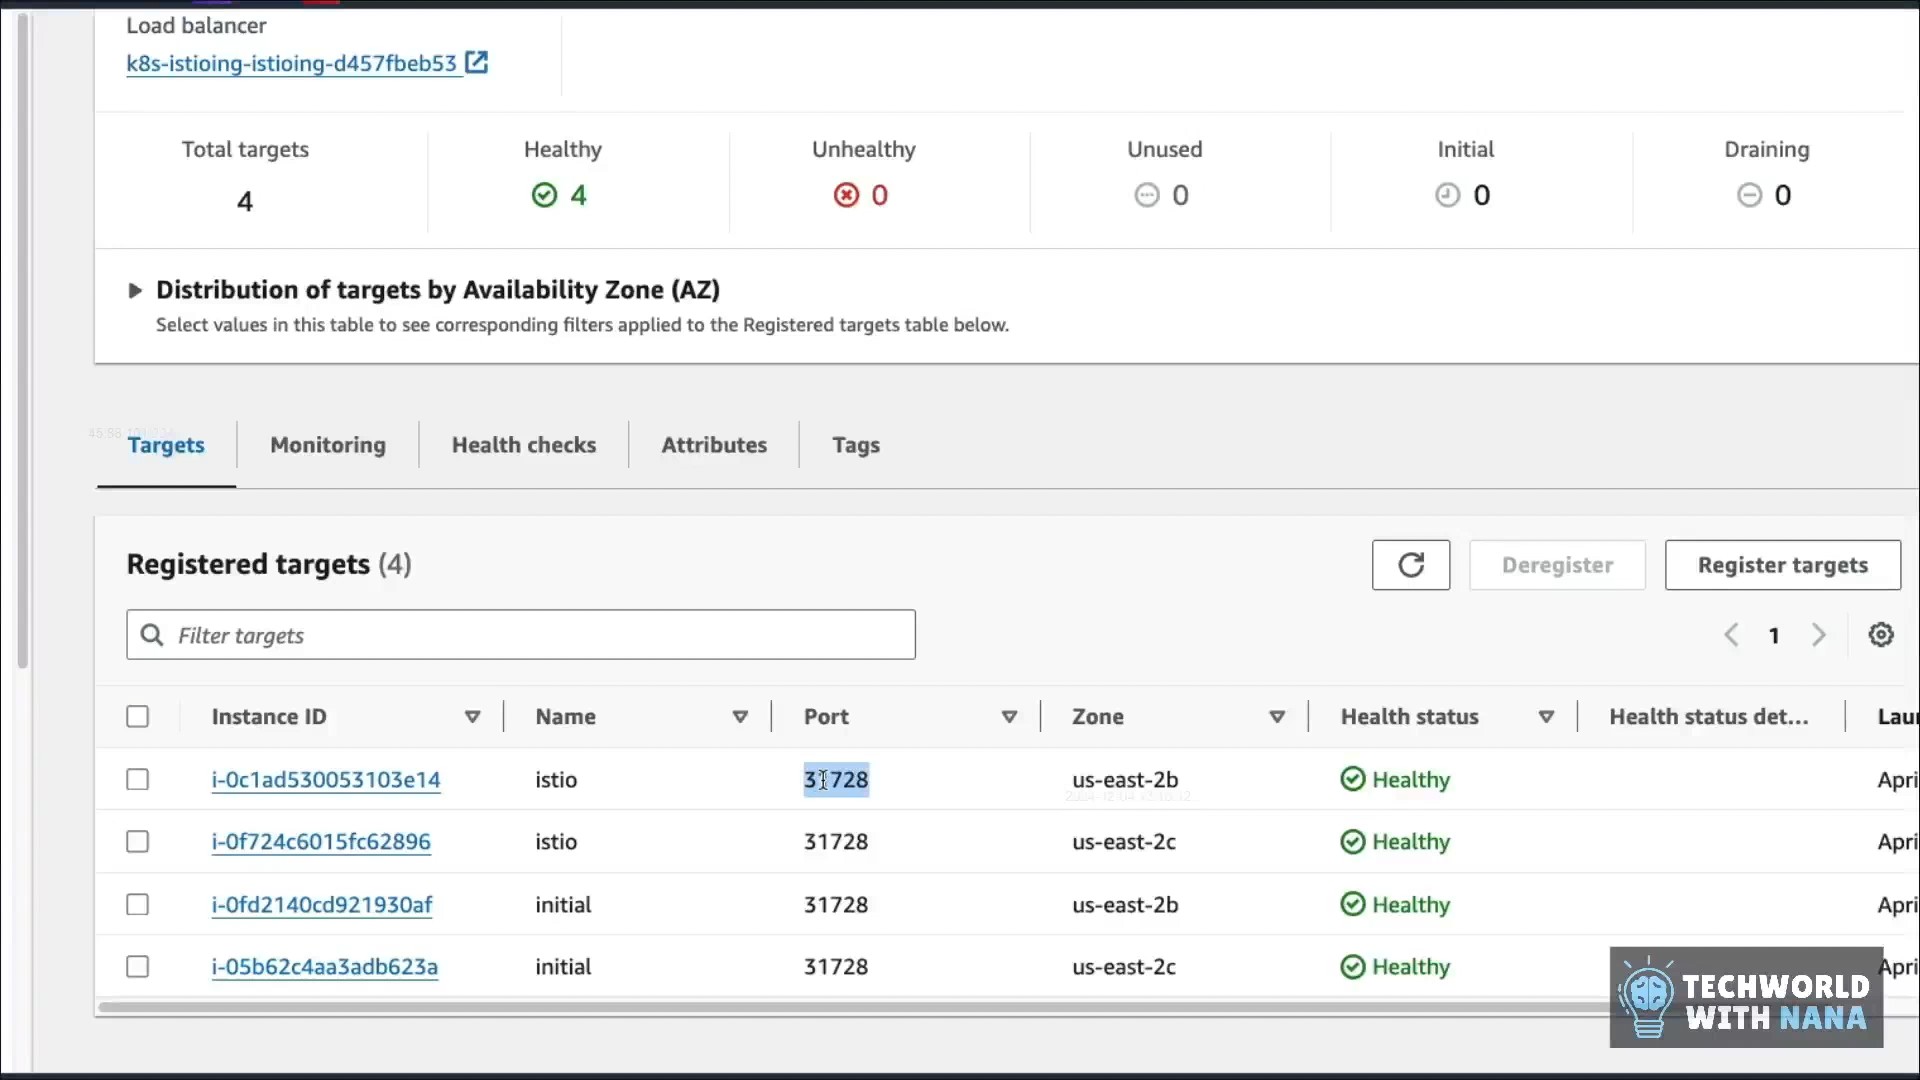 Load balancer
k8s-istioing-istioing-d457fbeb53
Total targets Healthy Unhealthy Unused Initial Draining
4 4 0 0 0 0
Distribution of targets by Availability Zone (AZ)
Select values in this table to see corresponding filters applied to the Registered targets table below.
Targets Monitoring Health checks Attributes Tags
Registered targets (4) Deregister Register targets
Filter targets 1
Instance ID Name Port Zone Health status Health status det... Lau
i-0c1ad530053103e14 istio 31728 us-east-2b Healthy Apri
i-0f724c6015fc62896 istio 31728 us-east-2c Healthy Apri
i-0fd2140cd921930af initial 31728 us-east-2b Healthy Apri
i-05b62c4aa3adb623a initial 31728 us-east-2c Healthy Apri
TECHWORLD
WITH NANA